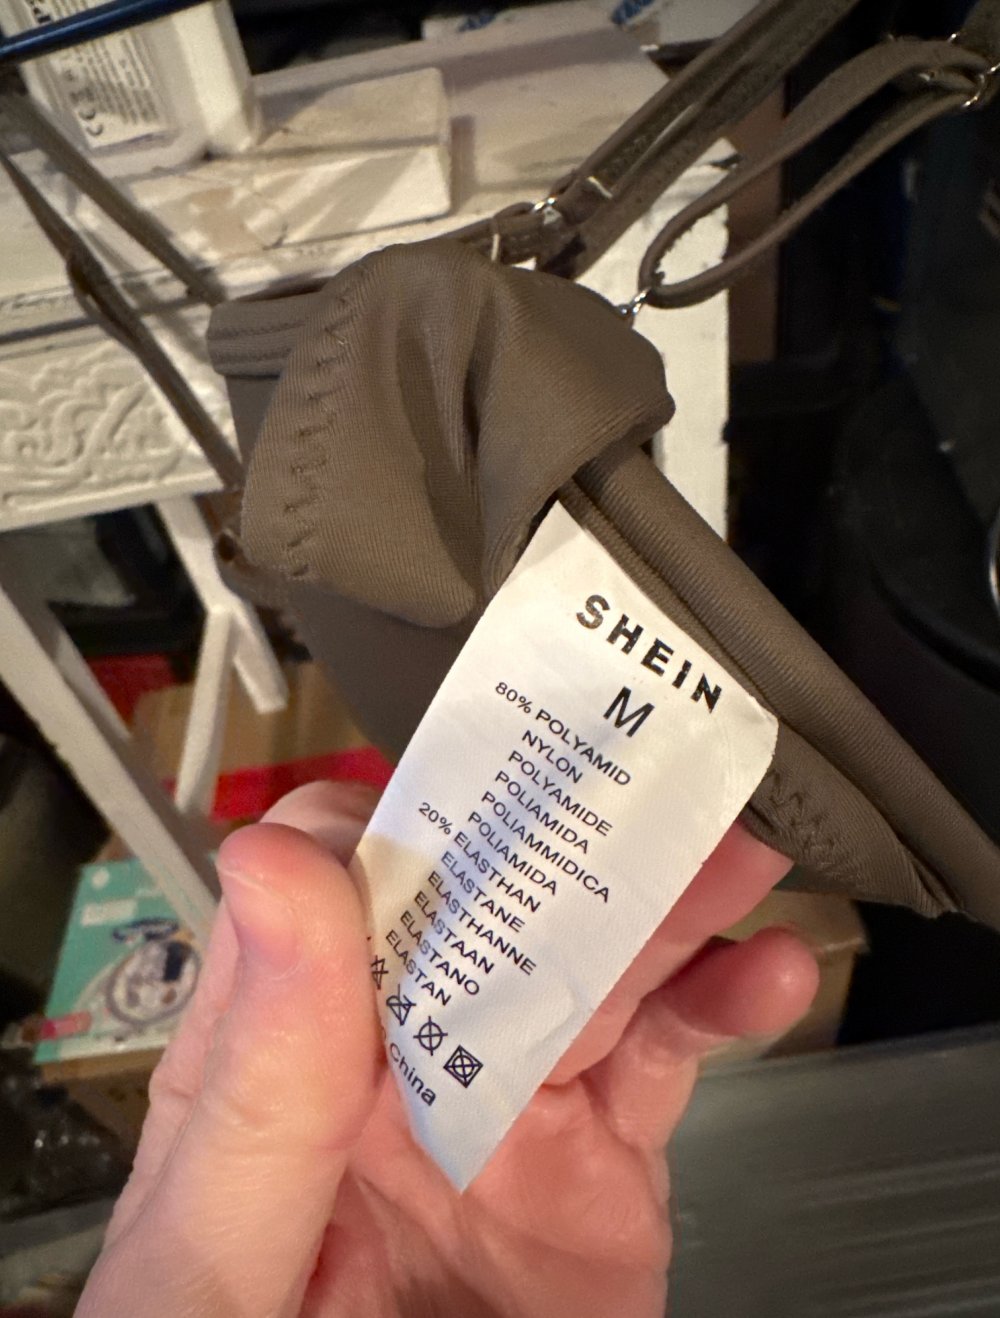 SHEIN
M
80% POLYAMID
NYLON
POLYAMIDE
POLIAMIDA
POLIAMMIDICA
POLIAMIDA
20% ELASTHAN
ELASTANE
ELASTHANNE
ELASTAAN
ELASTANO
ELASTAN
China